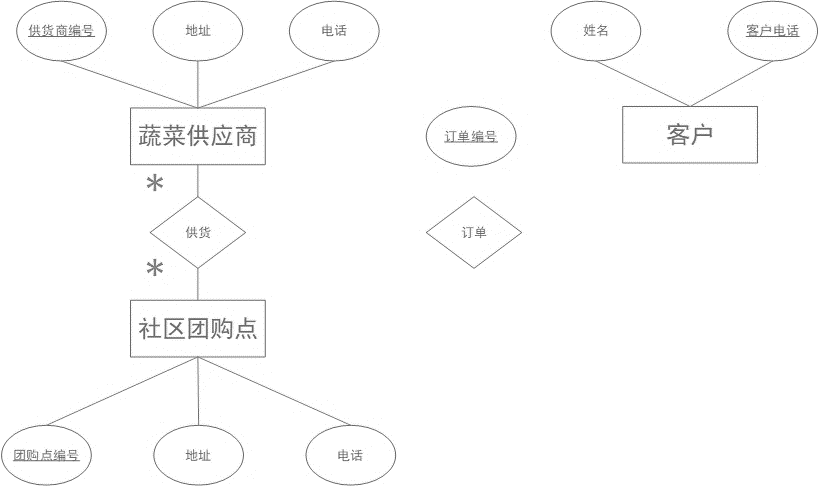 供货商编号
地址
电话
姓名
客户电话
蔬菜供应商
订单编号
客户
*
供货
订单
*
社区团购点
团购点编号
地址
电话